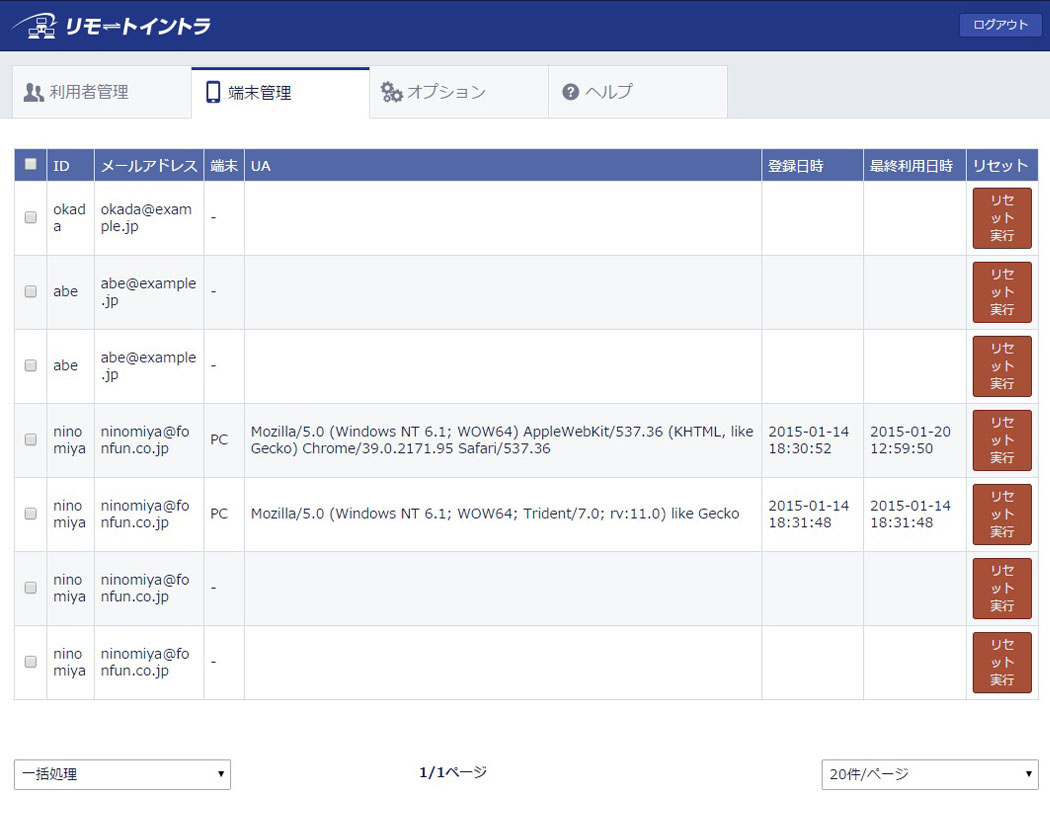 リモートイントラ
ログアウト
利用者管理
端末管理
オプション
ヘルプ
ID メールアドレス 端末 UA 登録日時 最終利用日時 リセット
okad
a
okada@exam
ple.jp
-
リセ
ット
実行
abe
abe@example
.jp
-
リセ
ット
実行
abe
abe@example
.jp
-
リセ
ット
実行
nino
miya
ninomiya@fo
nfun.co.jp
PC
Mozilla/5.0 (Windows NT 6.1; WOW64) AppleWebKit/537.36 (KHTML, like
Gecko) Chrome/39.0.2171.95 Safari/537.36
2015-01-14
18:30:52
2015-01-20
12:59:50
リセ
ット
実行
nino
miya
ninomiya@fo
nfun.co.jp
PC
Mozilla/5.0 (Windows NT 6.1; WOW64; Trident/7.0; rv:11.0) like Gecko
2015-01-14
18:31:48
2015-01-14
18:31:48
リセ
ット
実行
nino
miya
ninomiya@fo
nfun.co.jp
-
リセ
ット
実行
nino
miya
ninomiya@fo
nfun.co.jp
-
リセ
ット
実行
一括処理
1/1ページ
20件/ページ